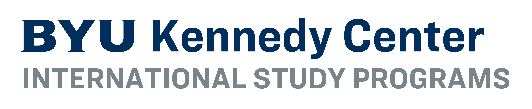 BYU Kennedy Center
INTERNATIONAL STUDY PROGRAMS